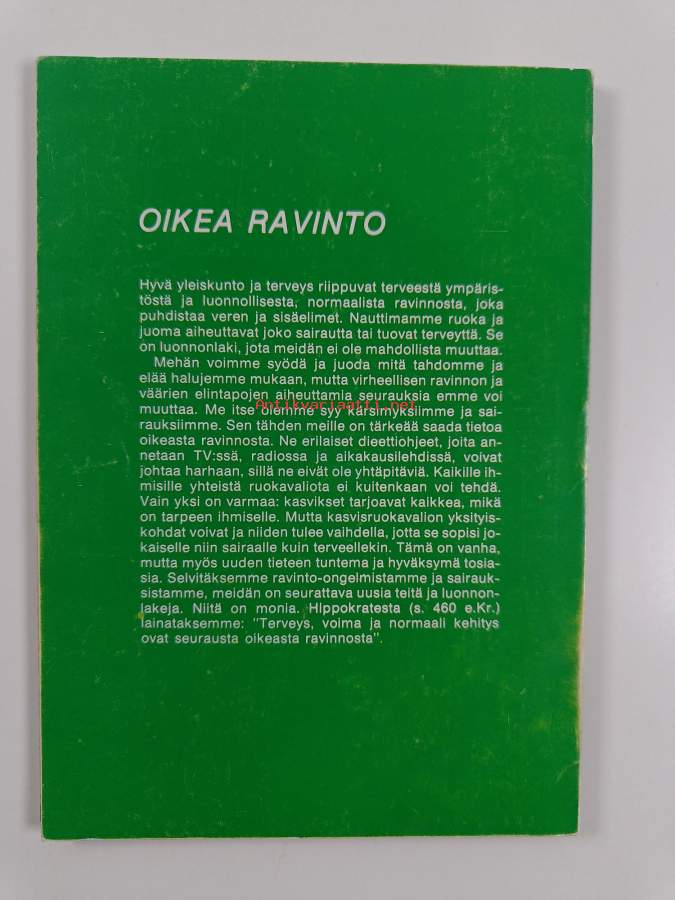 OIKEA RAVINTO
Hyvä yleiskunto ja terveys riippuvat terveestä ympäris-
töstä ja luonnollisesta, normaalista ravinnosta, joka
puhdistaa veren ja sisäelimet. Nauttimamme ruoka ja
juoma aiheuttavat joko sairautta tai tuovat terveyttä. Se
on luonnonlaki, jota meidän ei ole mahdollista muuttaa.
Mehän voimme syödä ja juoda mitä tahdomme ja
elää halujemme mukaan, mutta virheellisen ravinnon ja
väärien elintapojen aiheuttamia seurauksia emme voi
muuttaa. Me itse olemme syy kärsimyksiimme ja sai-
Antikvariaatti.net
rauksiimme. Sen tähden meille on tärkeää saada tietoa
oikeasta ravinnosta. Ne erilaiset dieettiohjeet, joita an-
netaan TV:ssä, radiossa ja aikakausilehdissä, voivat
johtaa harhaan, sillä ne eivät ole yhtäpitäviä. Kaikille ih-
misille yhteistä ruokavaliota ei kuitenkaan voi tehdä.
Vain yksi on varmaa: kasvikset tarjoavat kaikkea, mikä
on tarpeen ihmiselle. Mutta kasvisruokavalion yksityis-
kohdat voivat ja niiden tulee vaihdella, jotta se sopisi jo-
kaiselle niin sairaalle kuin terveellekin. Tämä on vanha,
mutta myös uuden tieteen tuntema ja hyväksymä tosia-
sia. Selvitäksemme ravinto-ongelmistamme ja sairauk-
sistamme, meidän on seurattava uusia teitä ja luonnon-
lakeja. Niitä on monia. Hippokratesta (s. 460 e.Kr.)
lainataksemme: "Terveys, voima ja normaali kehitys
ovat seurausta oikeasta ravinnosta".